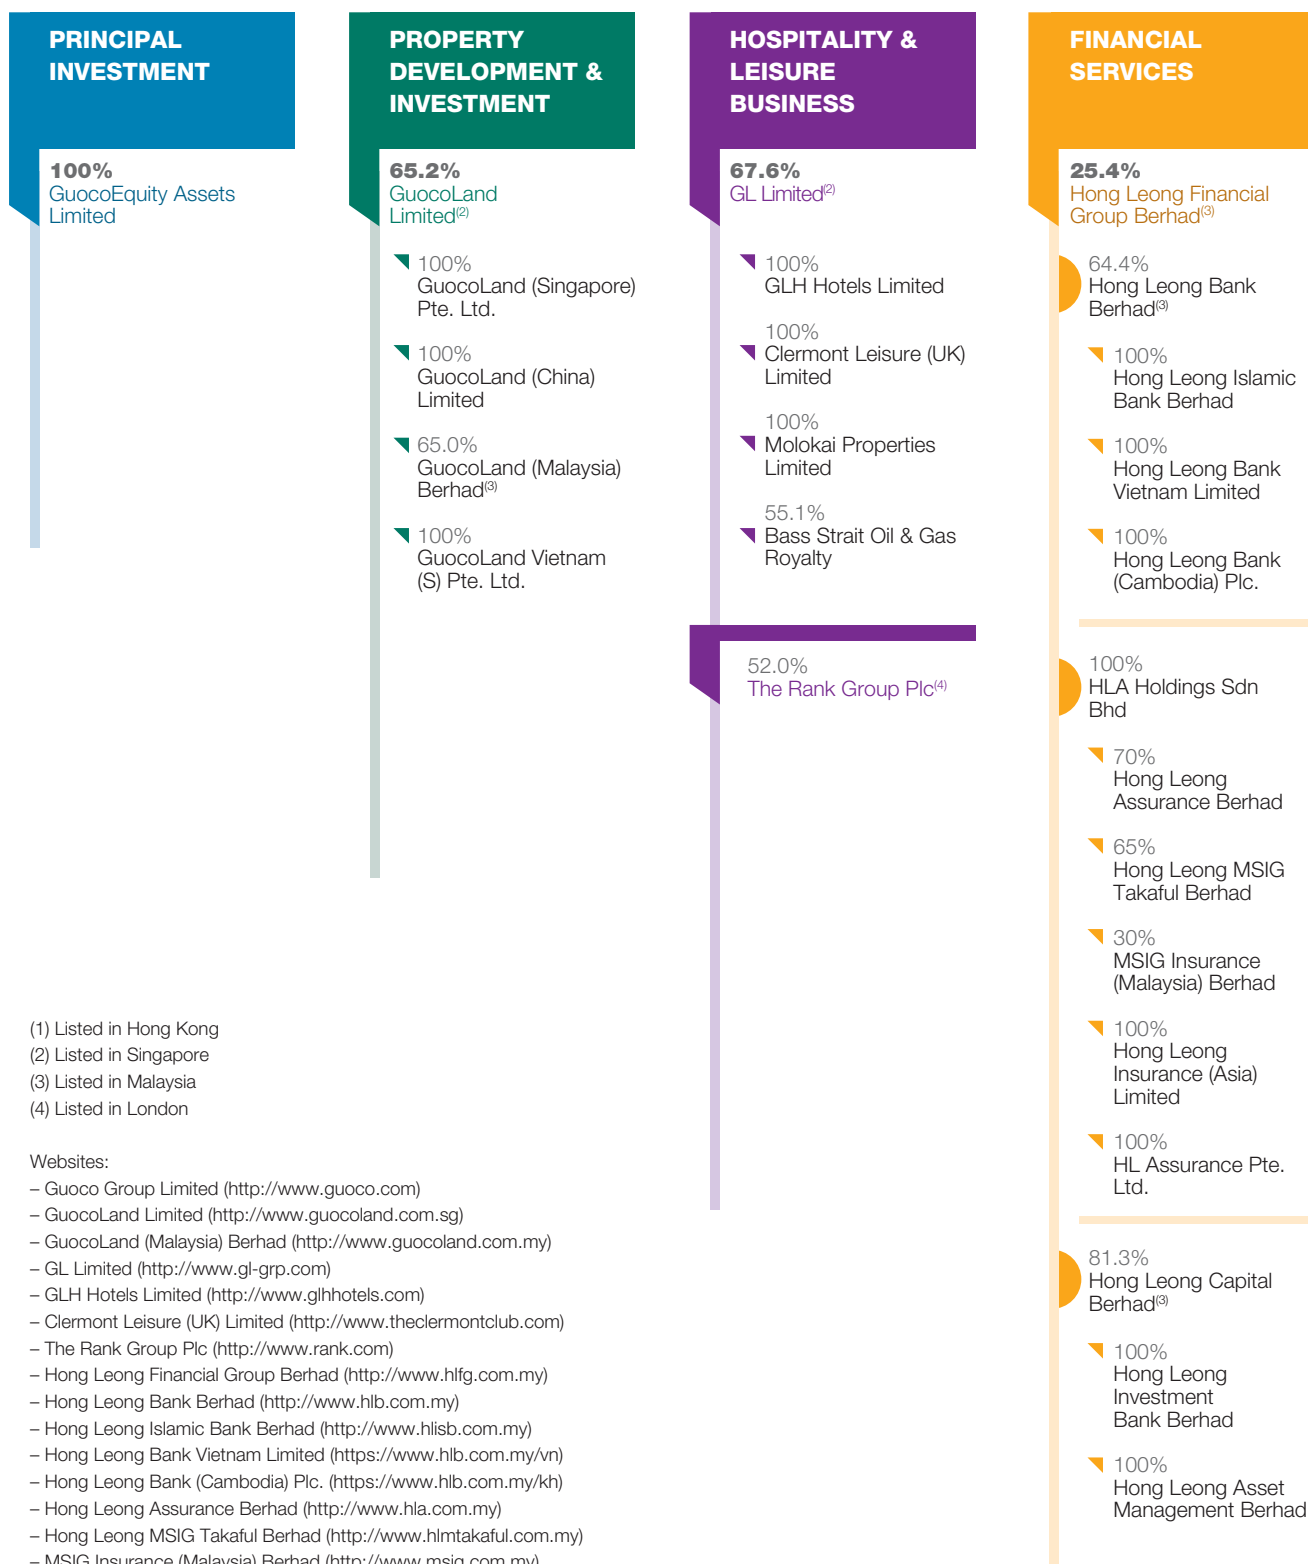 PRINCIPAL
INVESTMENT
100%
GuocoEquity Assets
Limited
PROPERTY
DEVELOPMENT &
INVESTMENT
65.2%
GuocoLand
Limited(2)
100%
GuocoLand (Singapore)
Pte. Ltd.
100%
GuocoLand (China)
Limited
65.0%
GuocoLand (Malaysia)
Berhad(3)
100%
GuocoLand Vietnam
(S) Pte. Ltd.
HOSPITALITY &
LEISURE
BUSINESS
67.6%
GL Limited(2)
100%
GLH Hotels Limited
100%
Clermont Leisure (UK)
Limited
100%
Molokai Properties
Limited
55.1%
Bass Strait Oil & Gas
Royalty
52.0%
The Rank Group Plc(4)
FINANCIAL
SERVICES
25.4%
Hong Leong Financial
Group Berhad(3)
64.4%
Hong Leong Bank
Berhad(3)
100%
Hong Leong Islamic
Bank Berhad
100%
Hong Leong Bank
Vietnam Limited
100%
Hong Leong Bank
(Cambodia) Plc.
100%
HLA Holdings Sdn
Bhd
70%
Hong Leong
Assurance Berhad
65%
Hong Leong MSIG
Takaful Berhad
30%
MSIG Insurance
(Malaysia) Berhad
100%
Hong Leong
Insurance (Asia)
Limited
100%
HL Assurance Pte.
Ltd.
81.3%
Hong Leong Capital
Berhad(3)
100%
Hong Leong
Investment
Bank Berhad
100%
Hong Leong Asset
Management Berhad
(1) Listed in Hong Kong
(2) Listed in Singapore
(3) Listed in Malaysia
(4) Listed in London
Websites:
– Guoco Group Limited (http://www.guoco.com)
– GuocoLand Limited (http://www.guocoland.com.sg)
– GuocoLand (Malaysia) Berhad (http://www.guocoland.com.my)
– GL Limited (http://www.gl-grp.com)
– GLH Hotels Limited (http://www.glhhotels.com)
– Clermont Leisure (UK) Limited (http://www.theclermontclub.com)
– The Rank Group Plc (http://www.rank.com)
– Hong Leong Financial Group Berhad (http://www.hlfg.com.my)
– Hong Leong Bank Berhad (http://www.hlb.com.my)
– Hong Leong Islamic Bank Berhad (http://www.hlisb.com.my)
– Hong Leong Bank Vietnam Limited (https://www.hlb.com.my/vn)
– Hong Leong Bank (Cambodia) Plc. (https://www.hlb.com.my/kh)
– Hong Leong Assurance Berhad (http://www.hla.com.my)
– Hong Leong MSIG Takaful Berhad (http://www.hlmtakaful.com.my)
– MSIG Insurance (Malaysia) Berhad (http://www.msig.com.my)